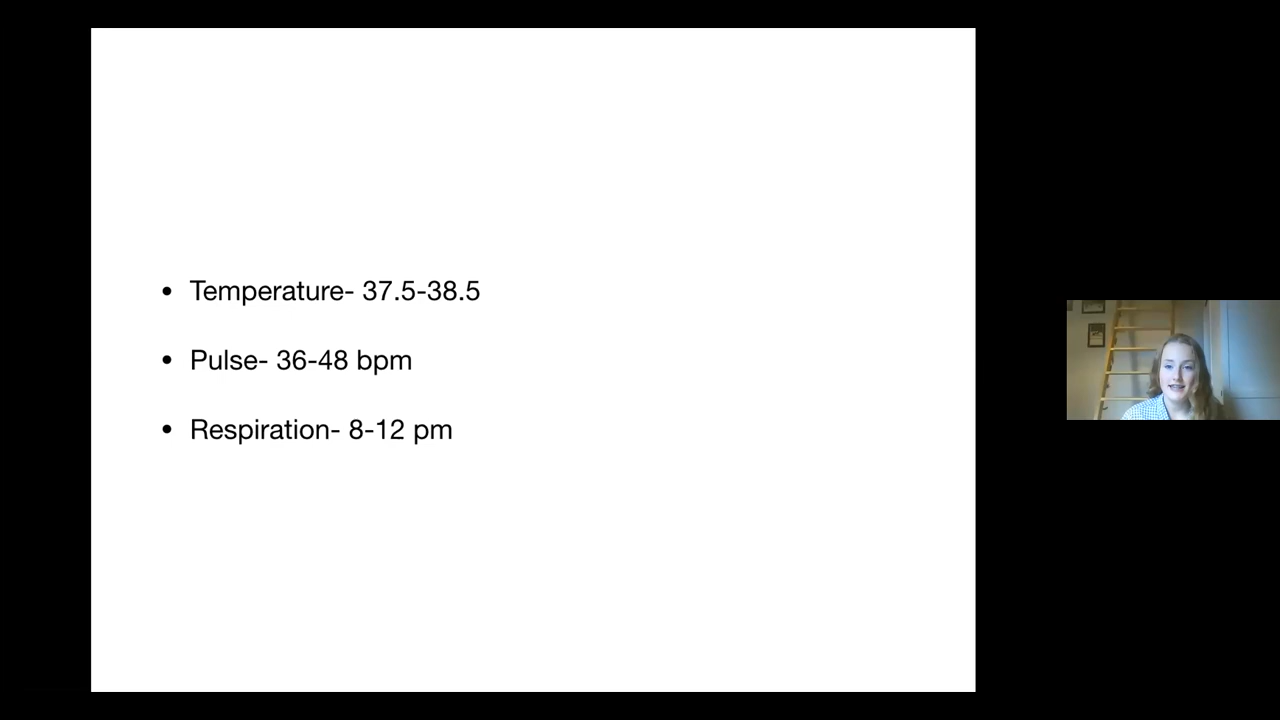 • Temperature- 37.5-38.5
• Pulse- 36-48 bpm
• Respiration- 8-12 pm